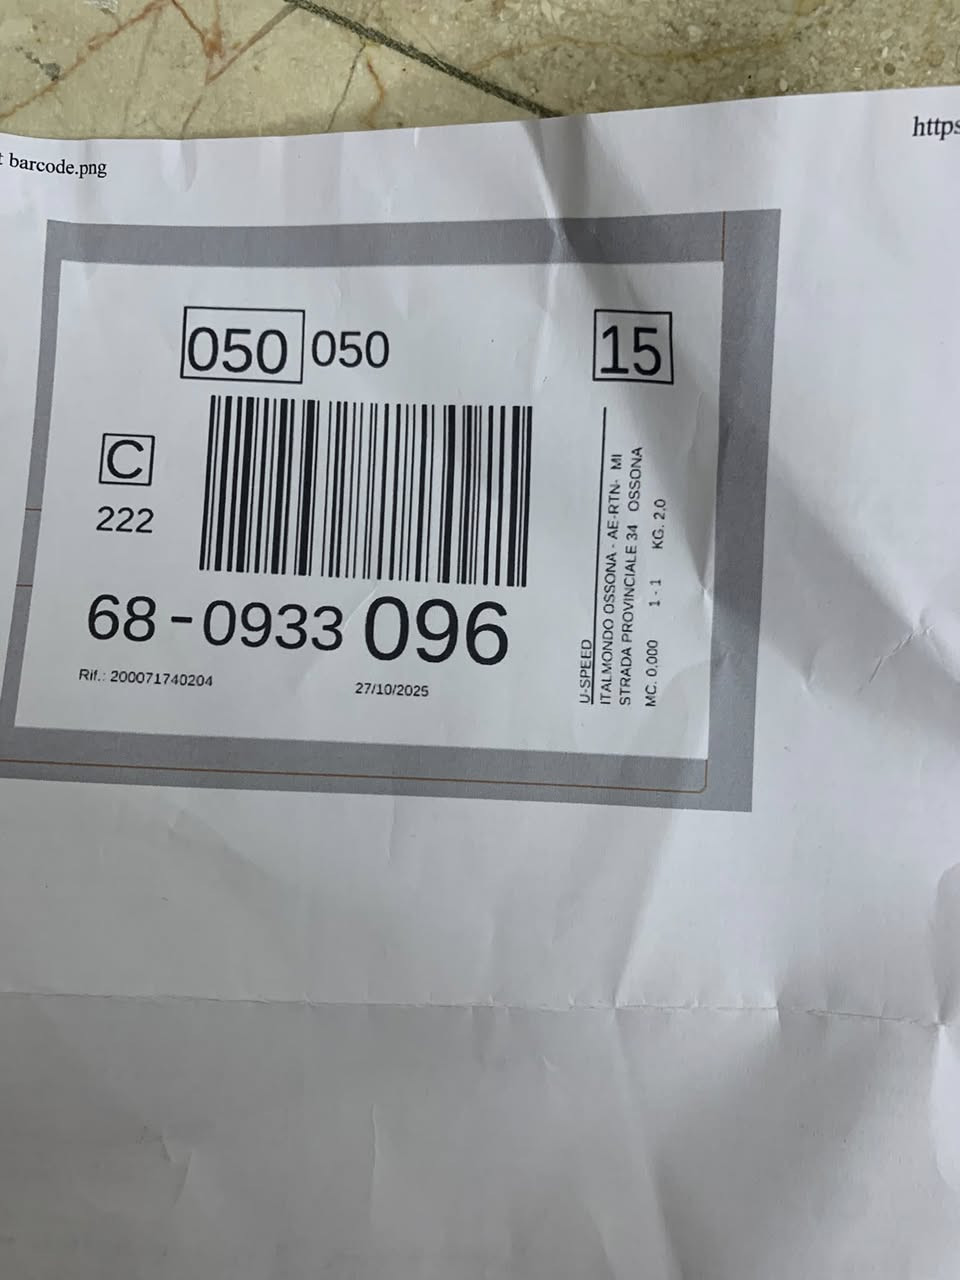 https
t barcode.png
050 050
15
C
222
68-0933 096
Rif.: 200071740204
27/10/2025
U-SPEED
ITALMONDO OSSONA - AE-RTN- MI
STRADA PROVINCIALE 34 OSSONA
MC. 0,000 1 - 1 KG. 2,0